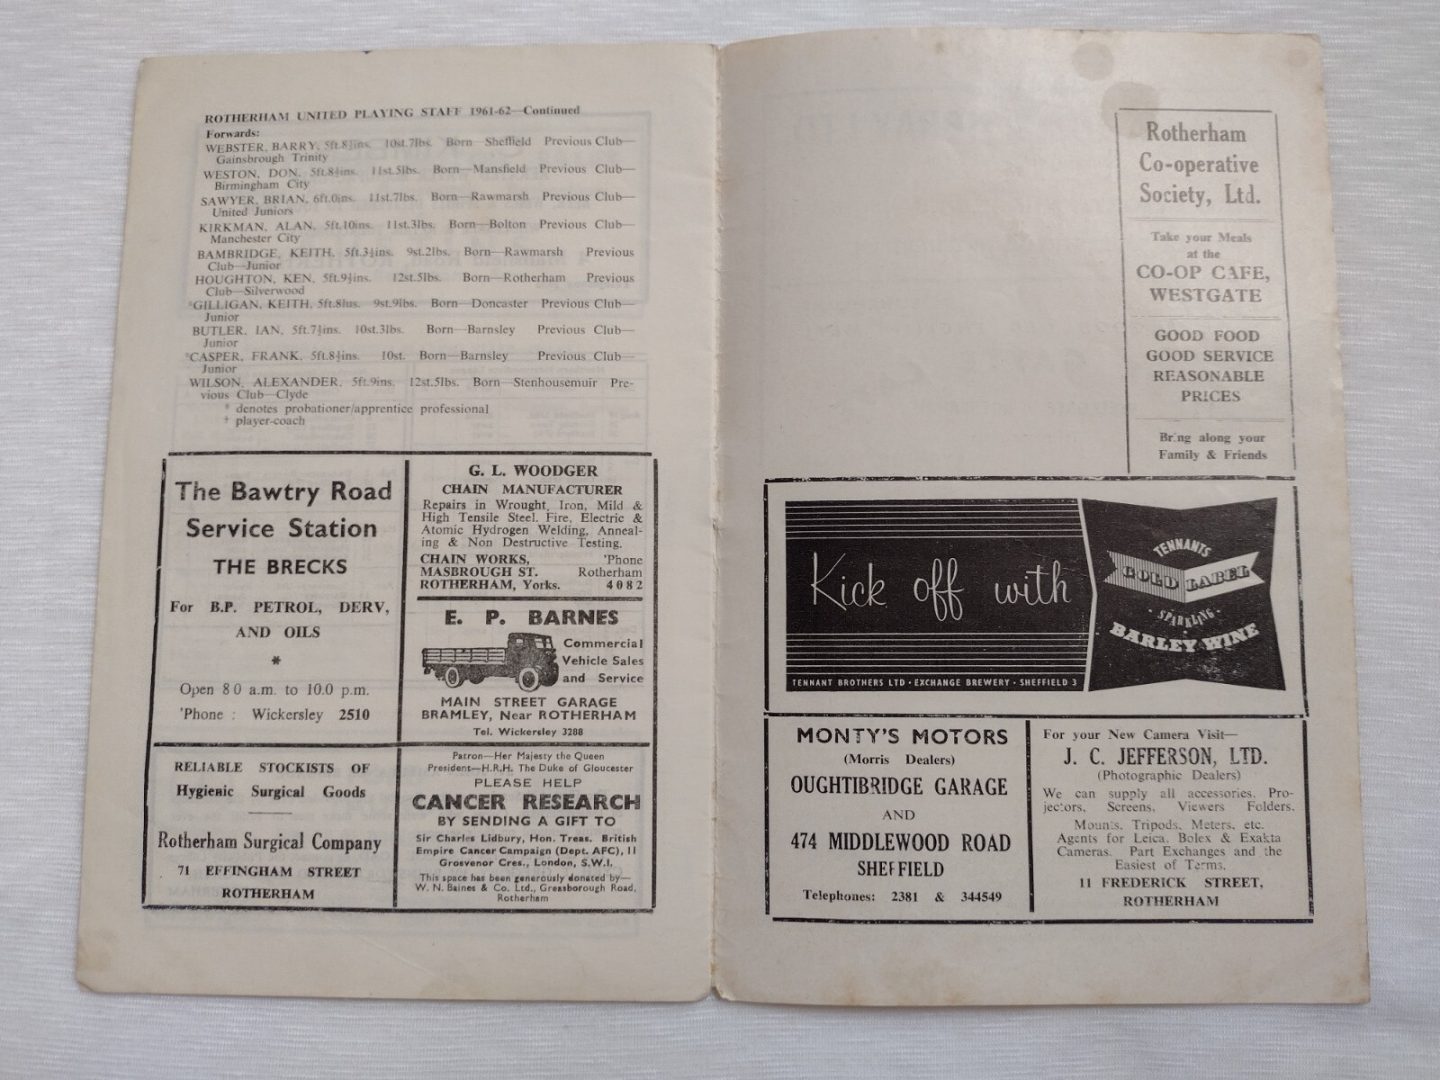 ROTHERHAM UNITED PLAYING STAFF 1961-62—Continued
Forwards:
WEBSTER, BARRY, 5ft.8½ins. 10st.7lbs. Born—Sheffield Previous Club—
Gainsbrough Trinity
WESTON, DON, 5ft.8½ins. 11st.5lbs. Born—Mansfield Previous Club—
Birmingham City
SAWYER, BRIAN, 6ft.0ins. 11st.7lbs. Born—Rawmarsh Previous Club—
United Juniors
KIRKMAN, ALAN, 5ft.10ins. 11st.3lbs. Born—Bolton Previous Club—
Manchester City
BAMBRIDGE, KEITH, 5ft.3½ins. 9st.2lbs. Born—Rawmarsh Previous
Club—Junior
HOUGHTON, KEN, 5ft.9½ins. 12st.5lbs. Born—Rotherham Previous
Club—Silverwood
*GILLIGAN, KEITH, 5ft.8ins. 9st.9lbs. Born—Doncaster Previous Club—
Junior
BUTLER, IAN, 5ft.7½ins. 10st.3lbs. Born—Barnsley Previous Club—
Junior
*CASPER, FRANK, 5ft.8½ins. 10st. Born—Barnsley Previous Club—
Junior
WILSON, ALEXANDER, 5ft.9ins. 12st.5lbs. Born—Stenhousemuir Pre-
vious Club—Clyde
* denotes probationer/apprentice professional
† player-coach
The Bawtry Road
Service Station
THE BRECKS
For B.P. PETROL, DERV,
AND OILS
*
Open 8 0 a.m. to 10.0 p.m.
'Phone : Wickersley 2510
G. L. WOODGER
CHAIN MANUFACTURER
Repairs in Wrought, Iron, Mild &
High Tensile Steel. Fire, Electric &
Atomic Hydrogen Welding, Anneal-
ing & Non Destructive Testing.
CHAIN WORKS, 'Phone
MASBROUGH ST. Rotherham
ROTHERHAM, Yorks. 4082
E. P. BARNES
Commercial
Vehicle Sales
and Service
MAIN STREET GARAGE
BRAMLEY, Near ROTHERHAM
Tel. Wickersley 3288
RELIABLE STOCKISTS OF
Hygienic Surgical Goods
Rotherham Surgical Company
71 EFFINGHAM STREET
ROTHERHAM
Patron—Her Majesty the Queen
President—H.R.H. The Duke of Gloucester
PLEASE HELP
CANCER RESEARCH
BY SENDING A GIFT TO
Sir Charles Lidbury, Hon. Treas. British
Empire Cancer Campaign (Dept. AFC), 11
Grosvenor Cres., London, S.W.1.
This space has been generously donated by—
W. N. Baines & Co. Ltd., Greasborough Road,
Rotherham
Rotherham
Co-operative
Society, Ltd.
Take your Meals
at the
CO-OP CAFE,
WESTGATE
GOOD FOOD
GOOD SERVICE
REASONABLE
PRICES
Bring along your
Family & Friends
Kick off with
TENNANTS
GOLD LABEL
· SPARKLING ·
BARLEY WINE
TENNANT BROTHERS LTD · EXCHANGE BREWERY · SHEFFIELD 3
MONTY'S MOTORS
(Morris Dealers)
OUGHTIBRIDGE GARAGE
AND
474 MIDDLEWOOD ROAD
SHEFFIELD
Telephones: 2381 & 344549
For your New Camera Visit—
J. C. JEFFERSON, LTD.
(Photographic Dealers)
We can supply all accessories. Pro-
jectors, Screens, Viewers Folders.
Mounts, Tripods, Meters, etc.
Agents for Leica. Bolex & Exakta
Cameras. Part Exchanges and the
Easiest of Terms.
11 FREDERICK STREET,
ROTHERHAM